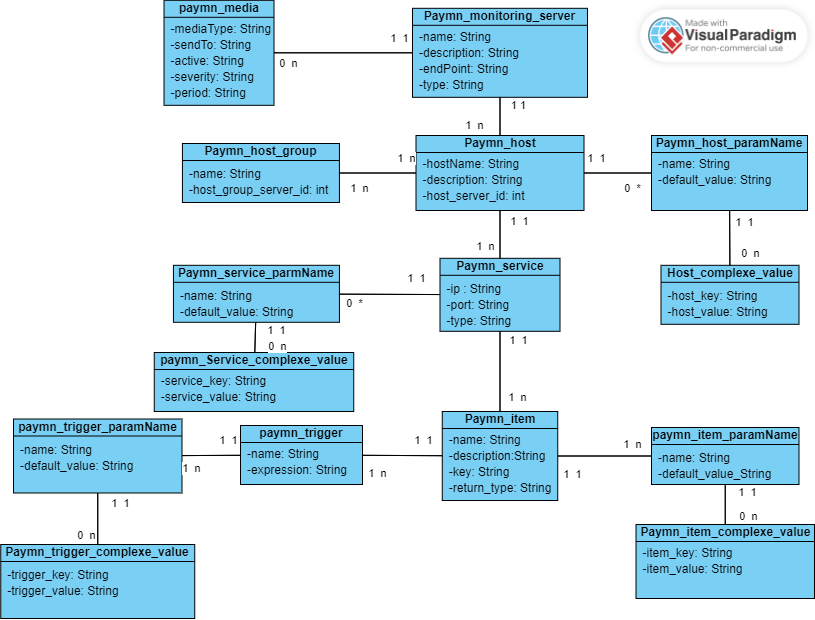 paymn_media
-mediaType: String
-sendTo: String
-active: String
-severity: String
-period: String
1 1
0 n
Paymn_monitoring_server
-name: String
-description: String
-endPoint: String
-type: String
Made with
VisualParadigm
For non-commercial use
1 1
1 n
Paymn_host_group
-name: String
-host_group_server_id: int
1 n
1 n
Paymn_host
-hostName: String
-description: String
-host_server_id: int
1 1
0 *
Paymn_host_paramName
-name: String
-default_value: String
1 1
1 n
1 1
0 n
Paymn_service_parmName
-name: String
-default_value: String
1 1
0 *
Paymn_service
-ip : String
-port: String
-type: String
Host_complexe_value
-host_key: String
-host_value: String
1 1
0 n
paymn_Service_complexe_value
-service_key: String
-service_value: String
1 1
1 n
paymn_trigger_paramName
-name: String
-default_value: String
1 1
1 n
paymn_trigger
-name: String
-expression: String
1 1
1 n
Paymn_item
-name: String
-description:String
-key: String
-return_type: String
1 n
1 1
paymn_item_paramName
-name: String
-default_value_String
1 1
0 n
1 1
0 n
Paymn_trigger_complexe_value
-trigger_key: String
-trigger_value: String
Paymn_item_complexe_value
-item_key: String
-item_value: String